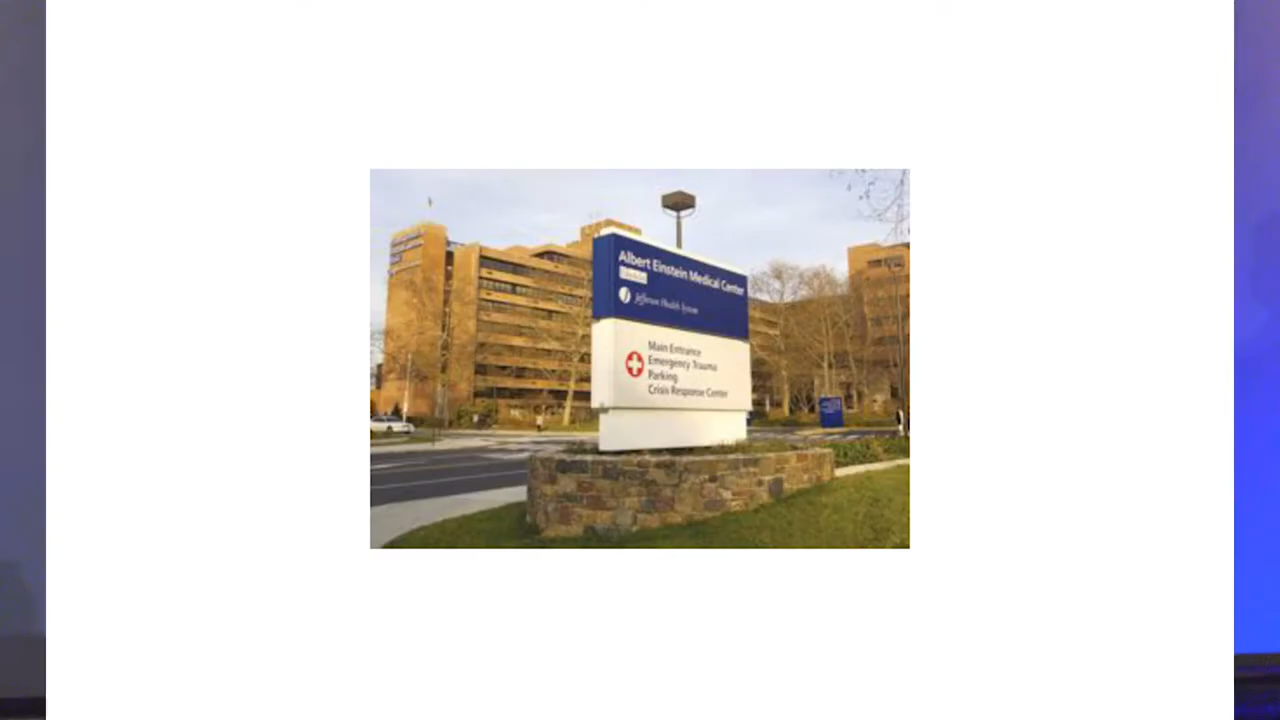 Albert Einstein Medical Center
Jefferson Health System
Main Entrance
Emergency Trauma
Parking
Crisis Response Center